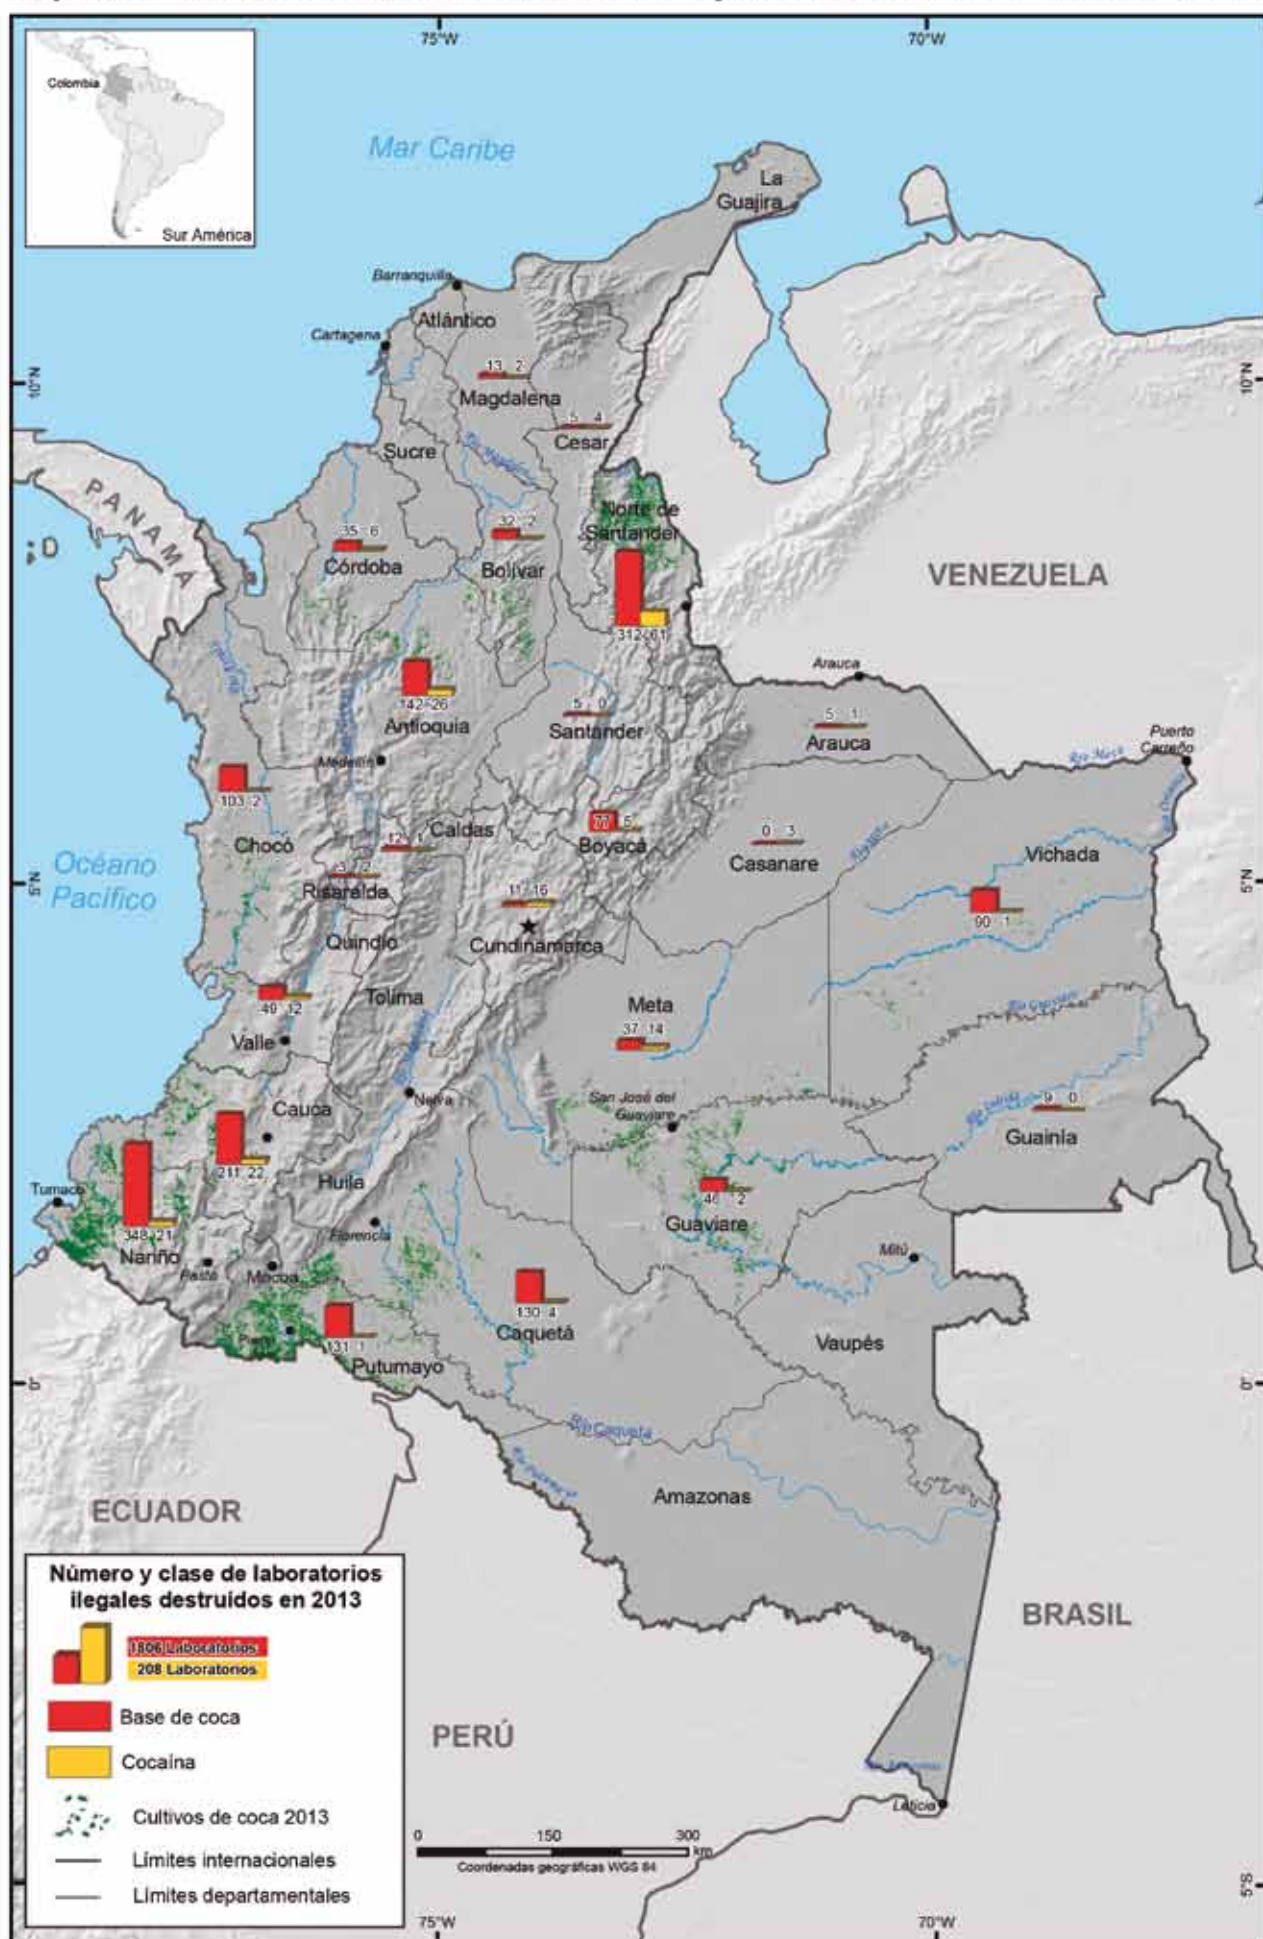 75°W
70°W
Colombia
Sur América
Mar Caribe
La
Guajira
Barranquilla
Atlántico
Cartagena
10°N
10°N
13 2
Magdalena
5 4
Cesar
Sucre
PANAMA
Norte de
Santander
35 6
Córdoba
32 2
Bolívar
VENEZUELA
312 61
Arauca
142 26
Antioquia
5 0
Santander
5 1
Arauca
Puerto
Carreño
Río Meta
Medellín
103 2
Chocó
12 1
Caldas
77 5
Boyacá
0 3
Casanare
Vichada
Océano
Pacífico
5°N
5°N
3 2
Risaralda
11 16
Cundinamarca
90 1
Quindío
Tolima
49 12
Valle
Meta
37 14
Río Guaviare
Neiva
Cauca
San José del
Guaviare
9 0
Guainía
211 22
Huila
46 2
Guaviare
Tumaco
348 21
Nariño
Florencia
Mitú
Pasto
Mocoa
130 4
Caquetá
131 1
Putumayo
Vaupés
0°
0°
Río Caquetá
Amazonas
ECUADOR
BRASIL
PERÚ
Leticia
Número y clase de laboratorios
ilegales destruidos en 2013
1806 Laboratorios
208 Laboratorios
Base de coca
Cocaína
Cultivos de coca 2013
Límites internacionales
Límites departamentales
0 150 300
km
Coordenadas geográficas WGS 84
5°S
75°W
70°W